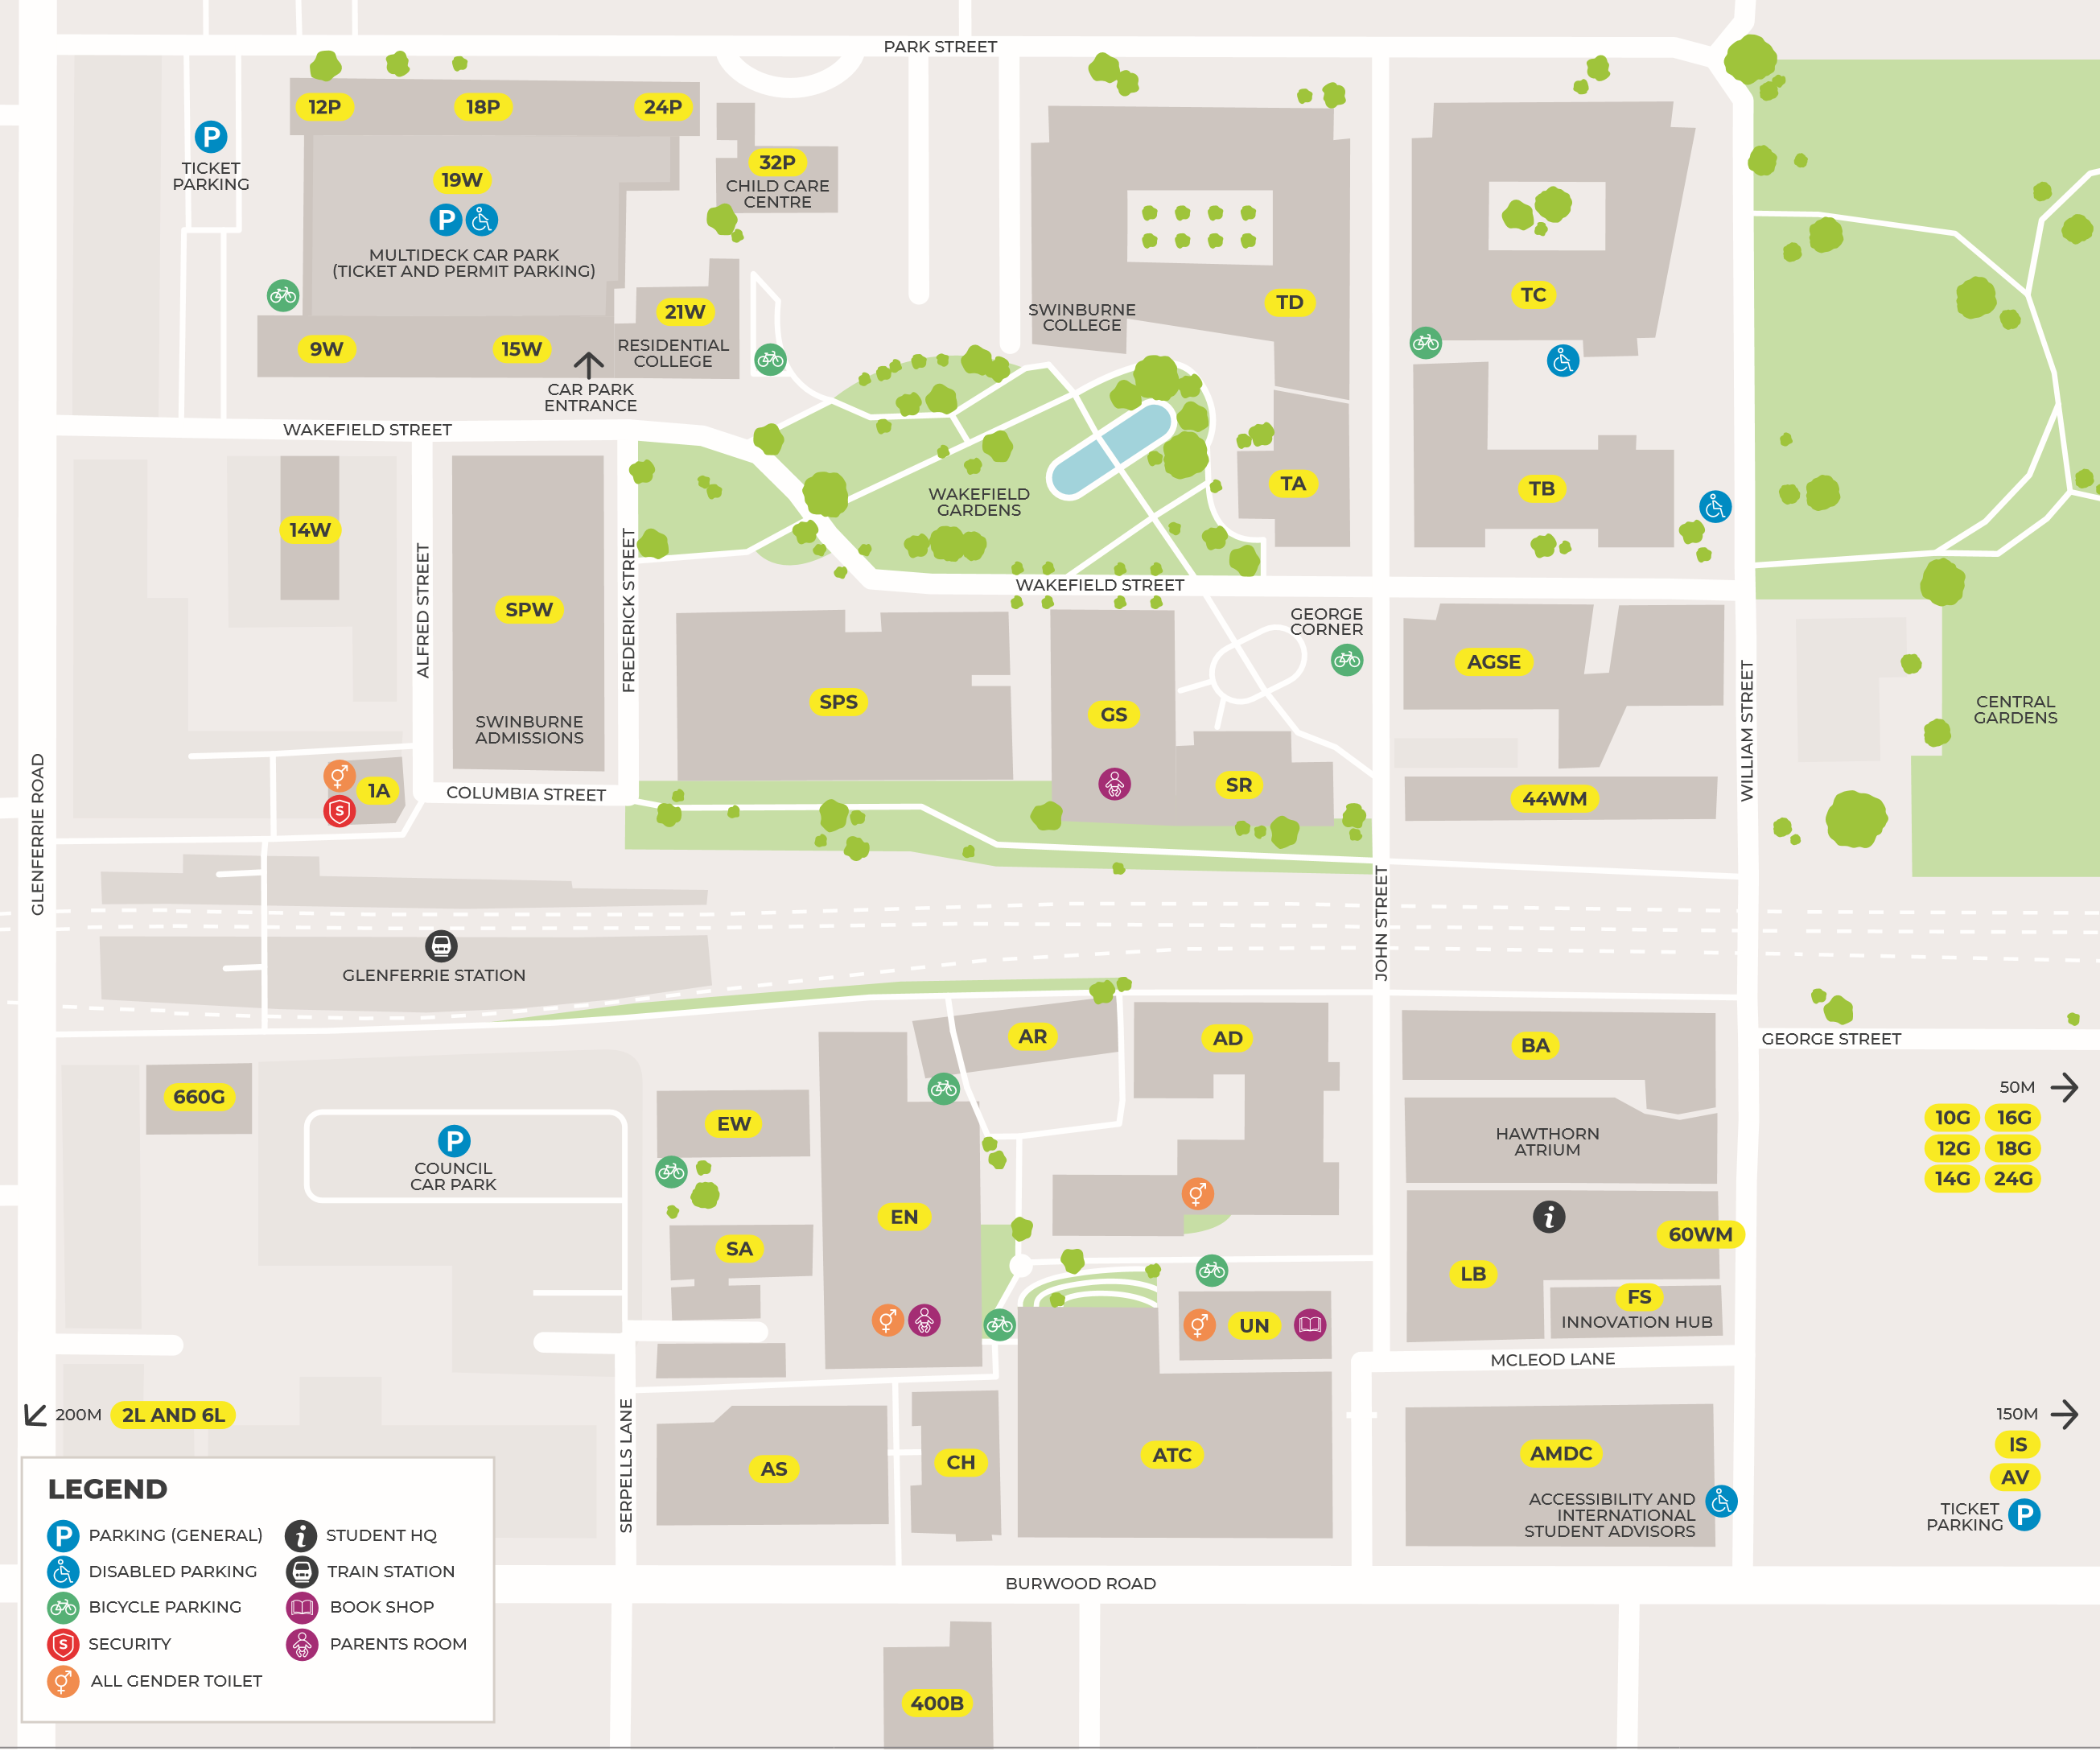 PARK STREET
12P
18P
24P
TICKET
PARKING
19W
MULTIDECK CAR PARK
(TICKET AND PERMIT PARKING)
32P
CHILD CARE
CENTRE
9W
15W
21W
RESIDENTIAL
COLLEGE
CAR PARK
ENTRANCE
SWINBURNE
COLLEGE
TD
TC
WAKEFIELD STREET
14W
ALFRED STREET
SPW
SWINBURNE
ADMISSIONS
FREDERICK STREET
WAKEFIELD
GARDENS
TA
TB
WAKEFIELD STREET
GEORGE
CORNER
SPS
GS
SR
AGSE
44WM
WILLIAM STREET
CENTRAL
GARDENS
GLENFERRIE ROAD
1A
S
COLUMBIA STREET
JOHN STREET
GLENFERRIE STATION
GEORGE STREET
660G
AR
AD
BA
50M
10G
16G
12G
18G
14G
24G
EW
HAWTHORN
ATRIUM
P
COUNCIL
CAR PARK
EN
SA
i
60WM
LB
FS
INNOVATION HUB
UN
MCLEOD LANE
200M
2L AND 6L
SERPELLS LANE
AS
CH
ATC
AMDC
ACCESSIBILITY AND
INTERNATIONAL
STUDENT ADVISORS
150M
IS
AV
TICKET
PARKING
P
BURWOOD ROAD
400B
LEGEND
P PARKING (GENERAL)
DISABLED PARKING
BICYCLE PARKING
S SECURITY
ALL GENDER TOILET
i STUDENT HQ
TRAIN STATION
BOOK SHOP
PARENTS ROOM
P
P